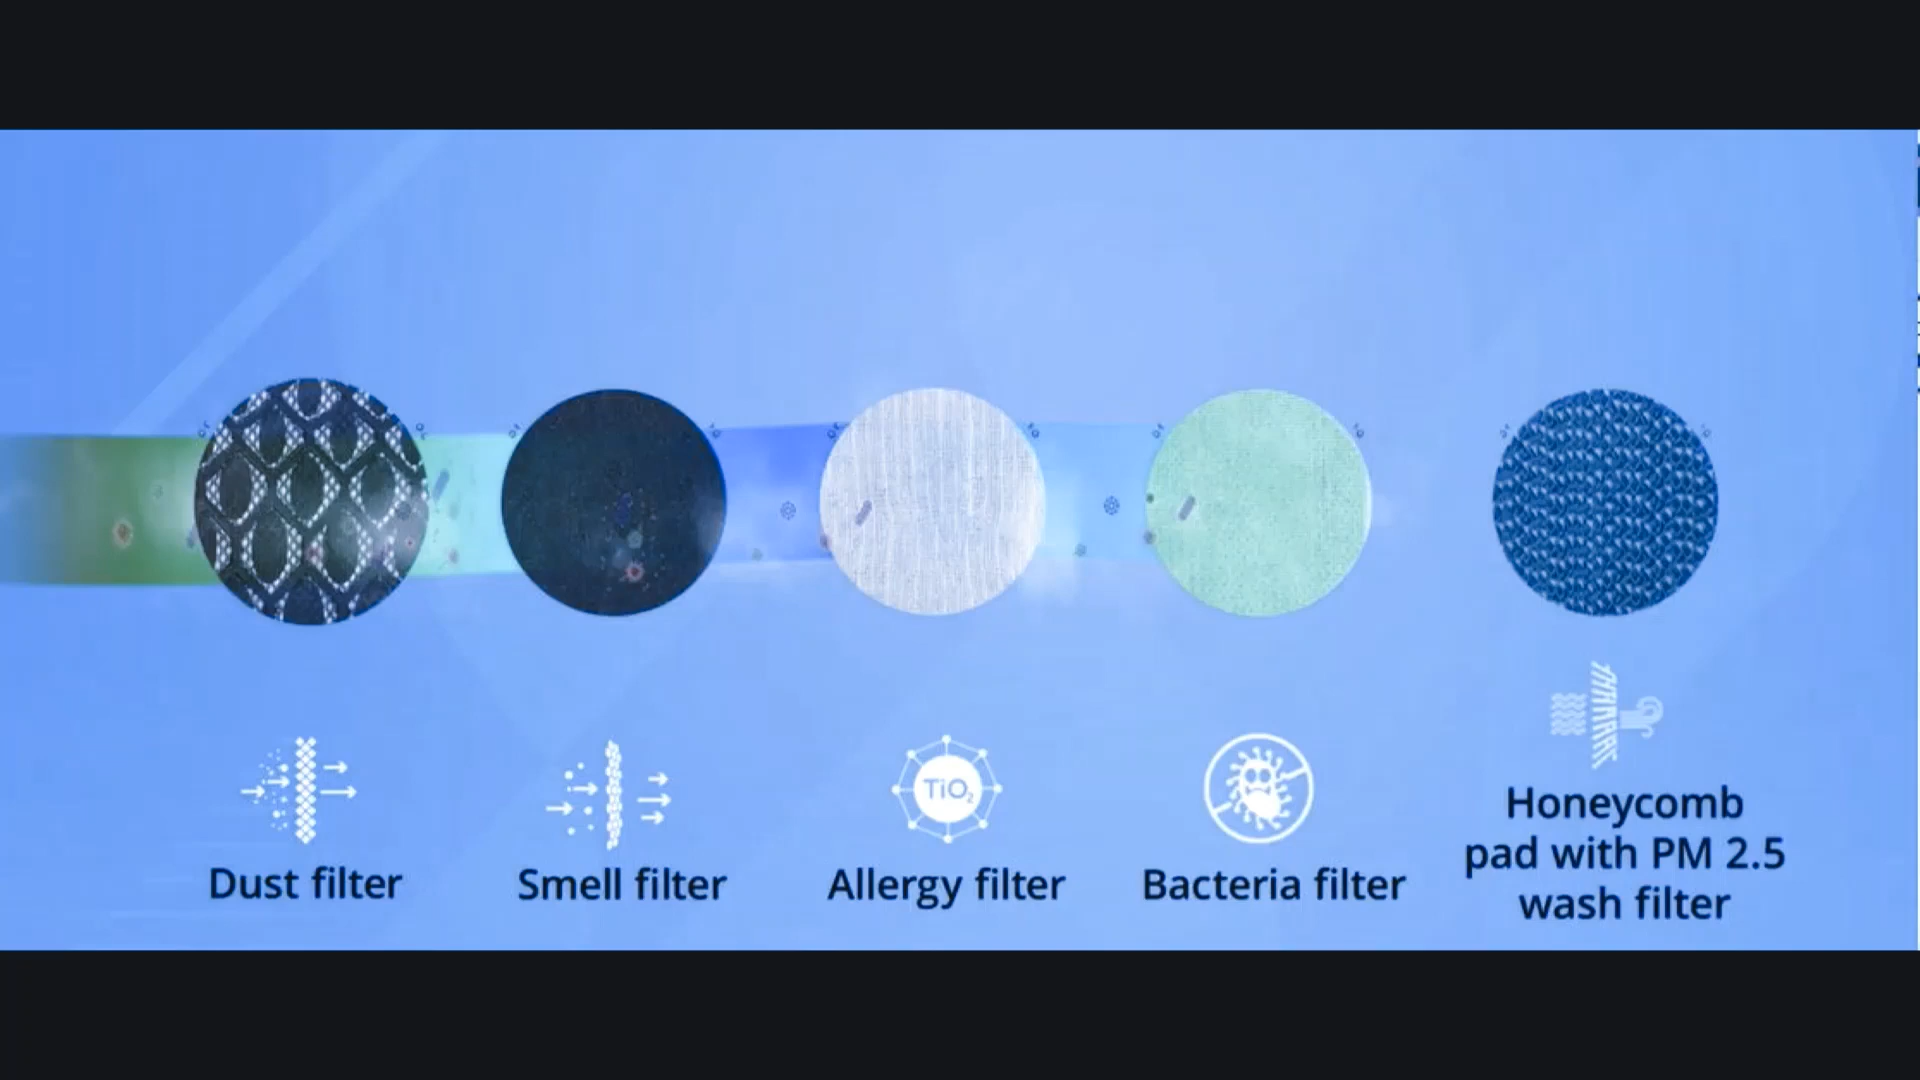 Dust filter
Smell filter
TiO₂
Allergy filter
Bacteria filter
Honeycomb
pad with PM 2.5
wash filter